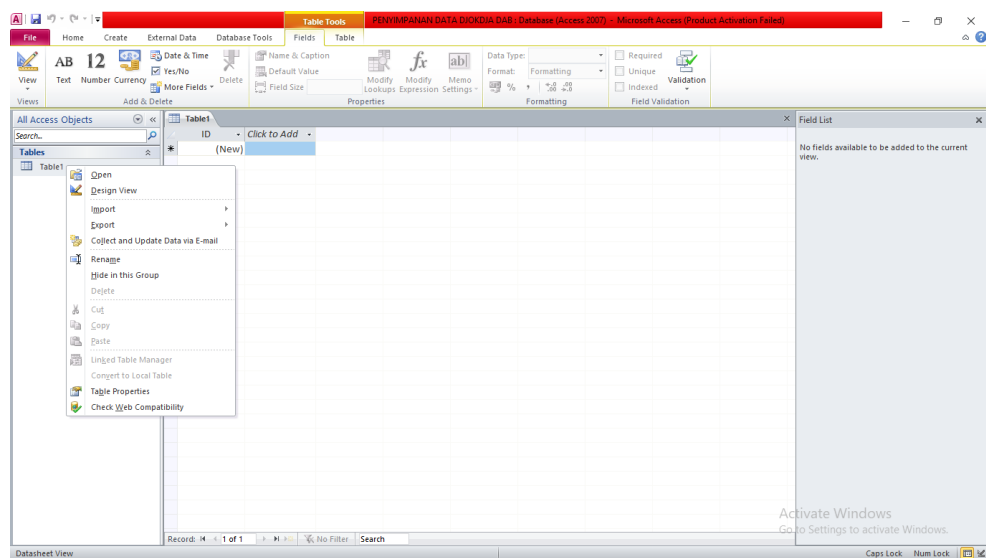 Table Tools
PENYIMPANAN DATA DJOKDJA DAB : Database (Access 2007) - Microsoft Access (Product Activation Failed)
File Home Create External Data Database Tools Fields Table
View
AB Text
12 Number
Currency
Date & Time
Yes/No
More Fields
Delete
Name & Caption
Default Value
Field Size
Modify Lookups
fx Modify Expression
ab Memo Settings
Data Type:
Format: Formatting
Required
Unique
Indexed
Validation
Views Add & Delete Properties Formatting Field Validation
All Access Objects
Search..
Tables
Table1
Table1
ID Click to Add
(New)
Open
Design View
Import
Export
Collect and Update Data via E-mail
Rename
Hide in this Group
Delete
Cut
Copy
Paste
Linked Table Manager
Convert to Local Table
Table Properties
Check Web Compatibility
Field List
No fields available to be added to the current
view.
Activate Windows
Go to Settings to activate Windows.
Record: 1 of 1 No Filter Search
Datasheet View Caps Lock Num Lock